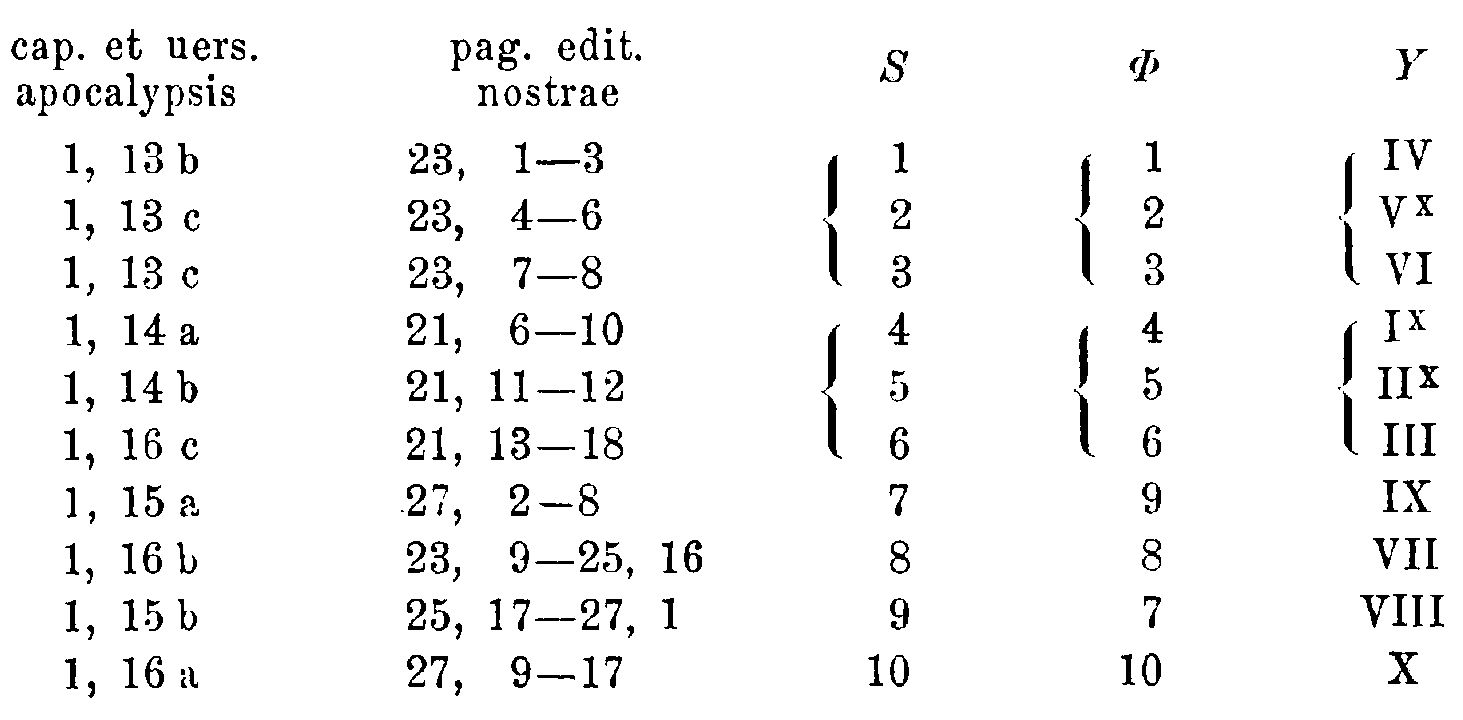 cap. et uers. apocalypsis pag. edit. nostrae S Φ Y
1, 13 b 23, 1—3 1 1 IV
1, 13 c 23, 4—6 2 2 V x
1, 13 c 23, 7—8 3 3 VI
1, 14 a 21, 6—10 4 4 I x
1, 14 b 21, 11—12 5 5 II x
1, 16 c 21, 13—18 6 6 III
1, 15 a 27, 2—8 7 9 IX
1, 16 b 23, 9—25, 16 8 8 VII
1, 15 b 25, 17—27, 1 9 7 VIII
1, 16 a 27, 9—17 10 10 X